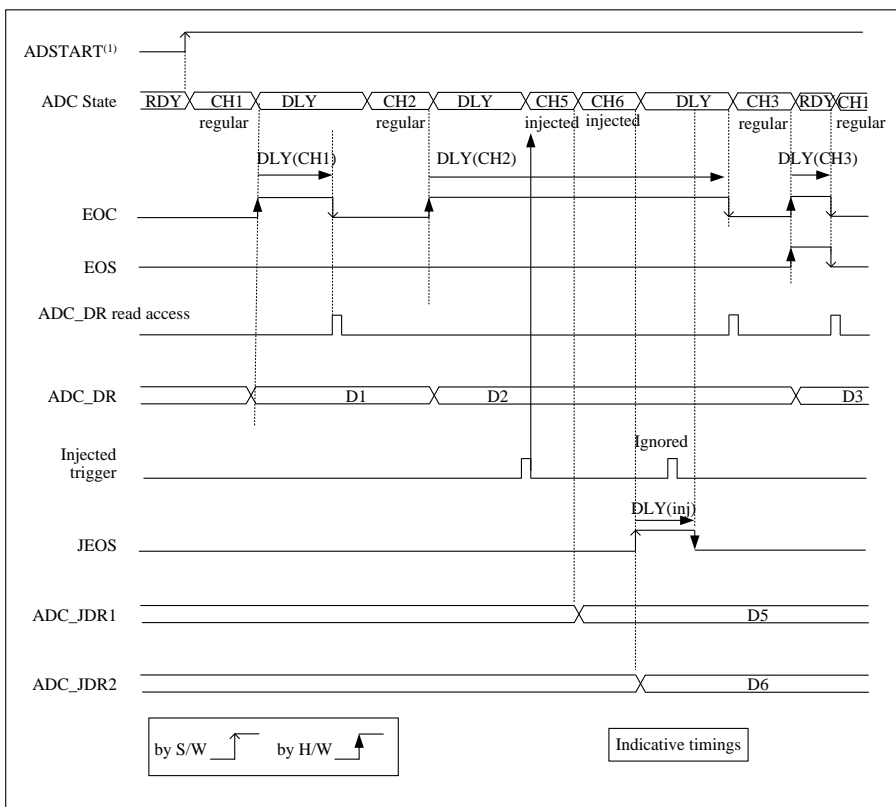 ADSTART(1)
ADC State
RDY CH1 DLY CH2 DLY CH5 CH6 DLY CH3 RDY CH1
regular regular injected injected regular regular
DLY(CH1) DLY(CH2) DLY(CH3)
EOC
EOS
ADC_DR read access
ADC_DR D1 D2 D3
Injected
trigger
Ignored
DLY(inj)
JEOS
ADC_JDR1 D5
ADC_JDR2 D6
by S/W by H/W
Indicative timings